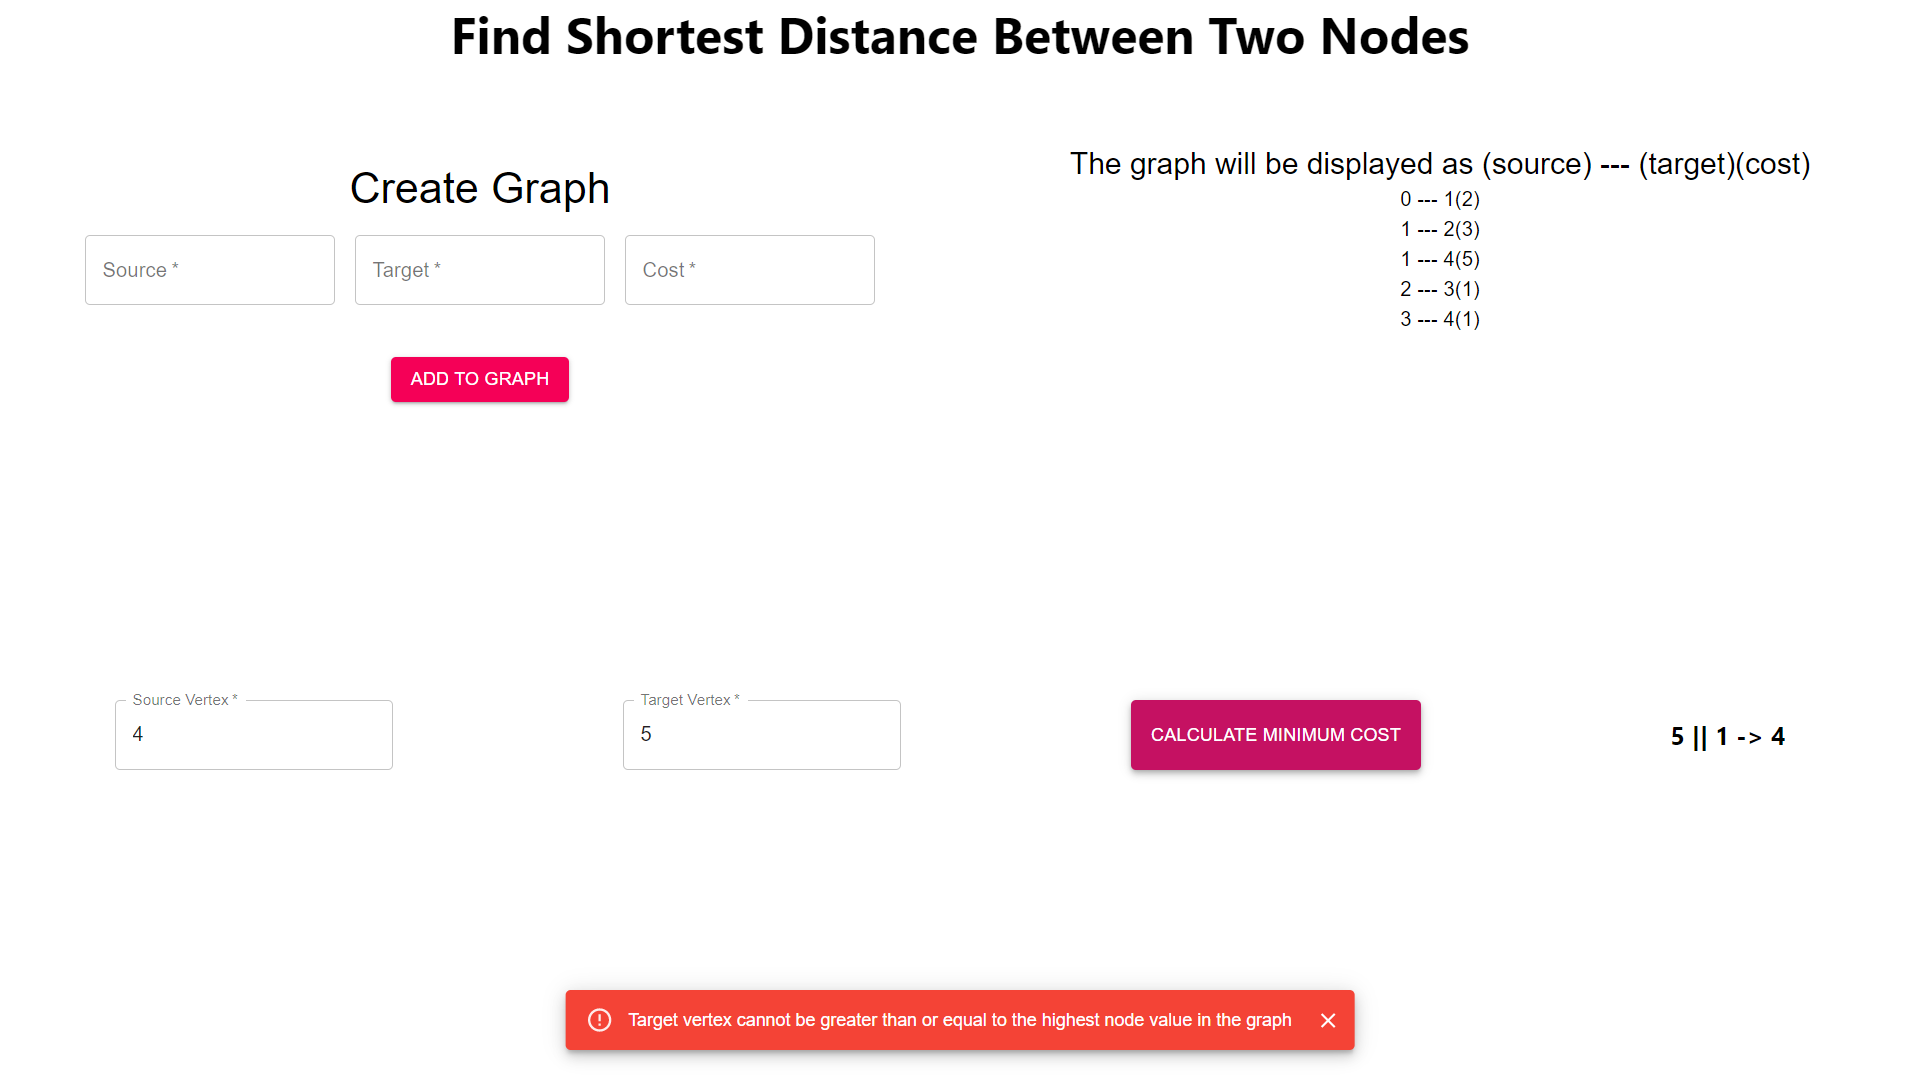 Find Shortest Distance Between Two Nodes
Create Graph
Source *
Target *
Cost *
ADD TO GRAPH
The graph will be displayed as (source) --- (target)(cost)
0 --- 1(2)
1 --- 2(3)
1 --- 4(5)
2 --- 3(1)
3 --- 4(1)
Source Vertex *
4
Target Vertex *
5
CALCULATE MINIMUM COST
5 || 1 -> 4
Target vertex cannot be greater than or equal to the highest node value in the graph